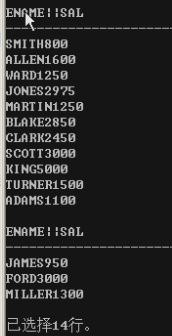 ENAME||SAL
--------------------------------
SMITH800
ALLEN1600
WARD1250
JONES2975
MARTIN1250
BLAKE2850
CLARK2450
SCOTT3000
KING5000
TURNER1500
ADAMS1100
ENAME||SAL
--------------------------------
JAMES950
FORD3000
MILLER1300
已选择14行。